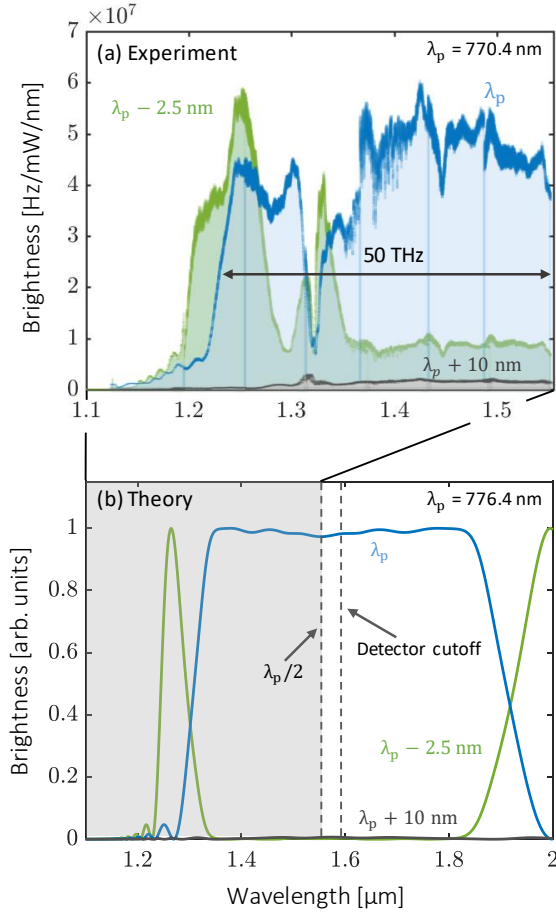 × 10⁷
(a) Experiment
λp = 770.4 nm
λp − 2.5 nm
λp
50 THz
λp + 10 nm
Brightness [Hz/mW/nm]
7
6
5
4
3
2
1
0
1.1 1.2 1.3 1.4 1.5
(b) Theory
λp = 776.4 nm
λp
λp/2
Detector cutoff
λp − 2.5 nm
λp + 10 nm
Brightness [arb. units]
1
0.8
0.6
0.4
0.2
0
1.2 1.4 1.6 1.8 2
Wavelength [μm]